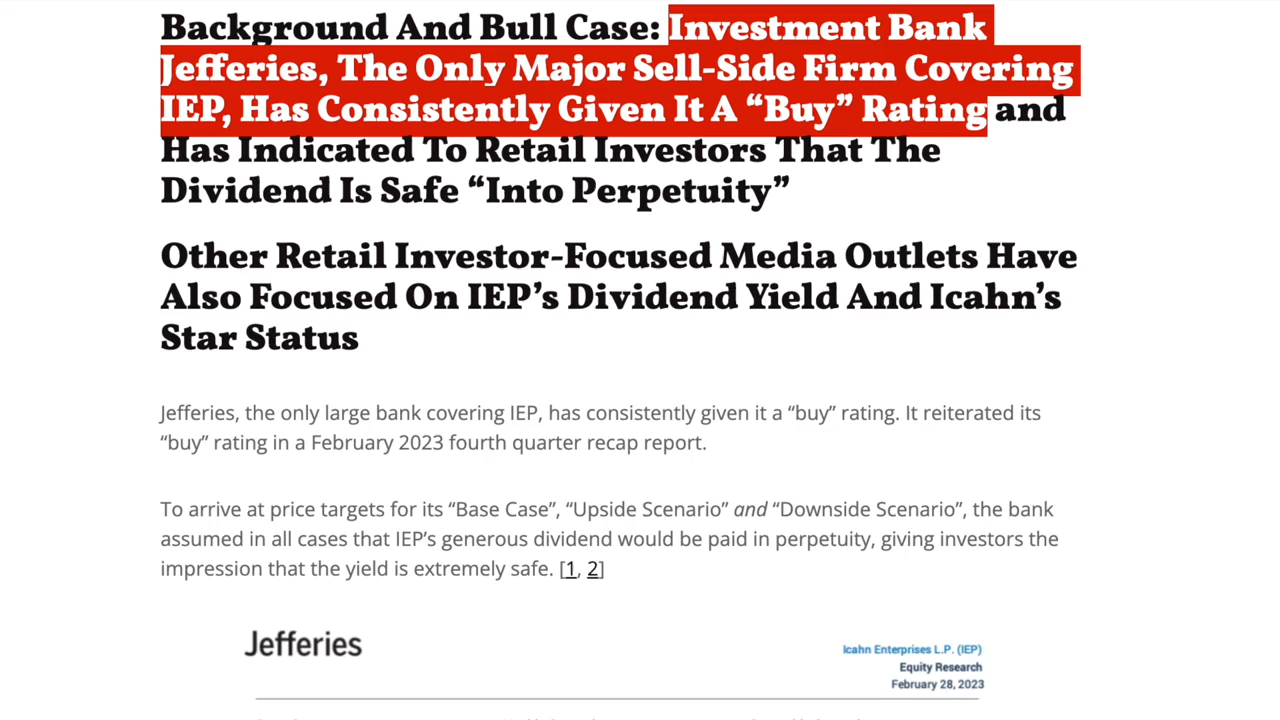 Background And Bull Case: Investment Bank
Jefferies, The Only Major Sell-Side Firm Covering
IEP, Has Consistently Given It A “Buy” Rating and
Has Indicated To Retail Investors That The
Dividend Is Safe “Into Perpetuity”
Other Retail Investor-Focused Media Outlets Have
Also Focused On IEP’s Dividend Yield And Icahn’s
Star Status
Jefferies, the only large bank covering IEP, has consistently given it a “buy” rating. It reiterated its
“buy” rating in a February 2023 fourth quarter recap report.
To arrive at price targets for its “Base Case”, “Upside Scenario” and “Downside Scenario”, the bank
assumed in all cases that IEP’s generous dividend would be paid in perpetuity, giving investors the
impression that the yield is extremely safe. [1, 2]
Jefferies
Icahn Enterprises L.P. (IEP)
Equity Research
February 28, 2023